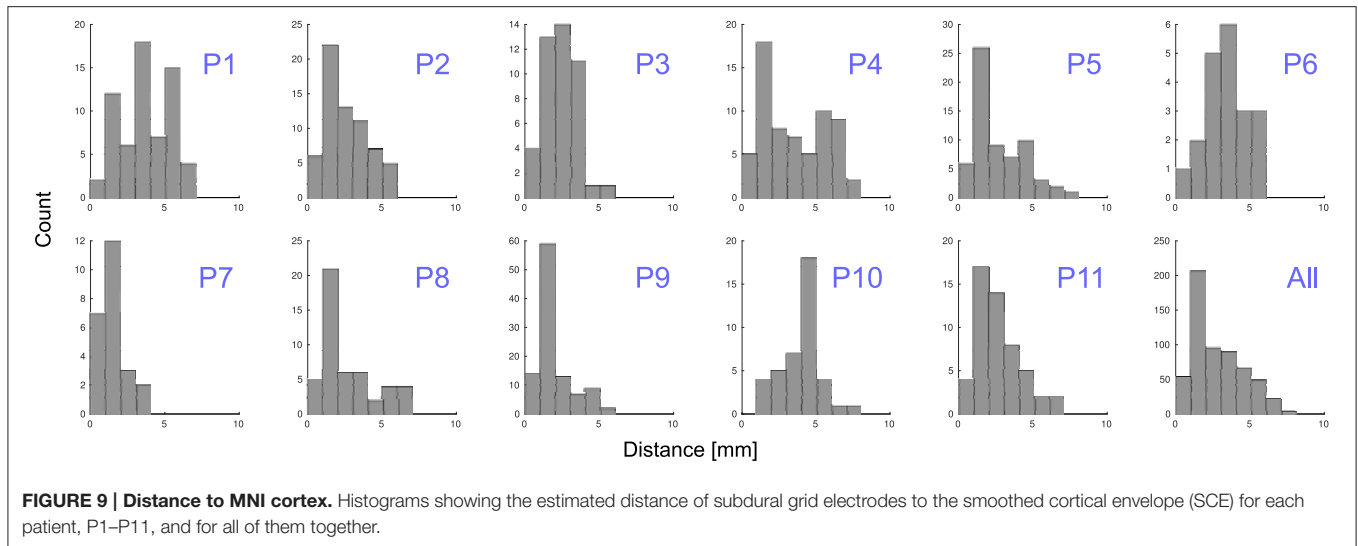 20
15
10
5
0
0 5 10
P1
25
20
15
10
5
0
0 5 10
P2
14
12
10
8
6
4
2
0
0 5 10
P3
20
15
10
5
0
0 5 10
P4
30
25
20
15
10
5
0
0 5 10
P5
6
5
4
3
2
1
0
0 5 10
P6
Count
12
10
8
6
4
2
0
0 5 10
P7
25
20
15
10
5
0
0 5 10
P8
60
50
40
30
20
10
0
0 5 10
P9
20
15
10
5
0
0 5 10
P10
20
15
10
5
0
0 5 10
P11
250
200
150
100
50
0
0 5 10
All
Distance [mm]
FIGURE 9 | Distance to MNI cortex. Histograms showing the estimated distance of subdural grid electrodes to the smoothed cortical envelope (SCE) for each
patient, P1–P11, and for all of them together.